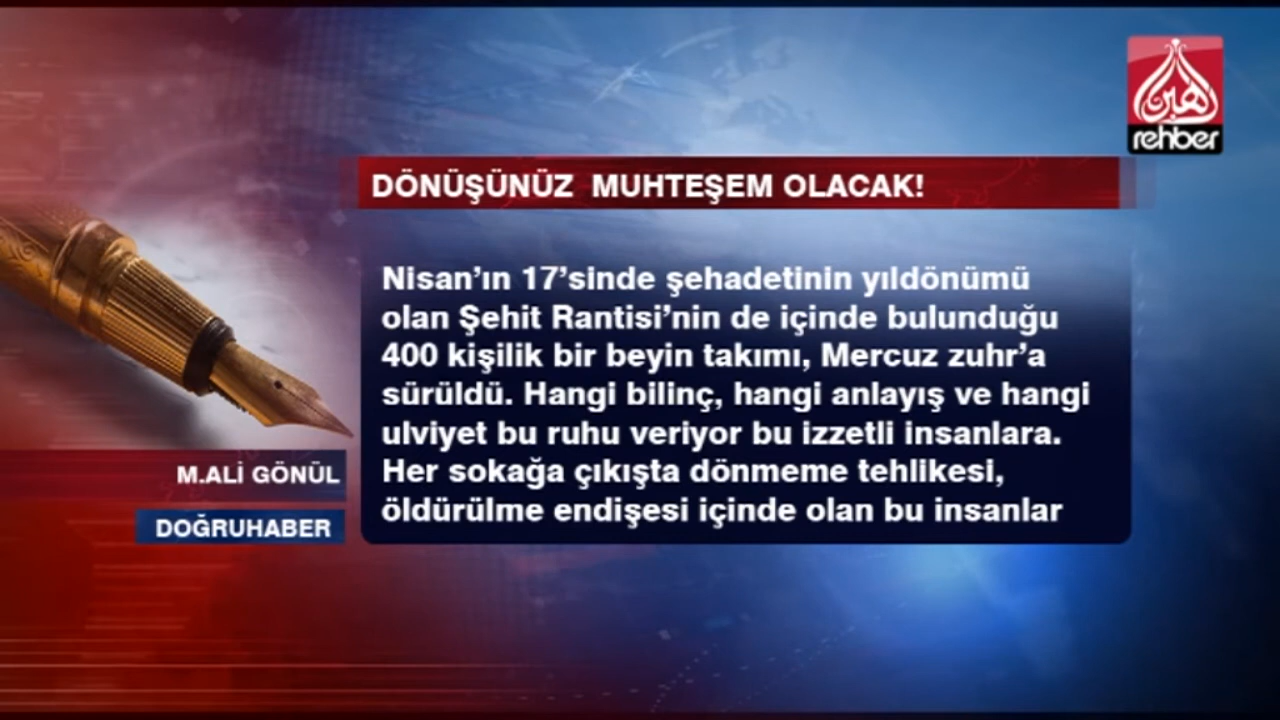 رهبر
rehber
DÖNÜŞÜNÜZ MUHTEŞEM OLACAK!
Nisan’ın 17’sinde şehadetinin yıldönümü
olan Şehit Rantisi’nin de içinde bulunduğu
400 kişilik bir beyin takımı, Mercuz zuhr’a
sürüldü. Hangi bilinç, hangi anlayış ve hangi
ulviyet bu ruhu veriyor bu izzetli insanlara.
Her sokağa çıkışta dönmeme tehlikesi,
öldürülme endişesi içinde olan bu insanlar
M.ALİ GÖNÜL
DOĞRUHABER